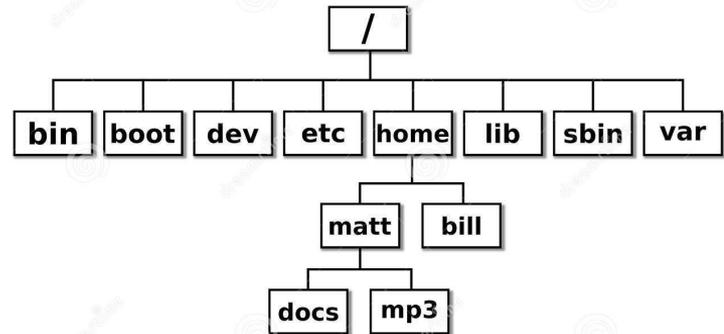 /
bin boot dev etc home lib sbin var
matt bill
docs mp3